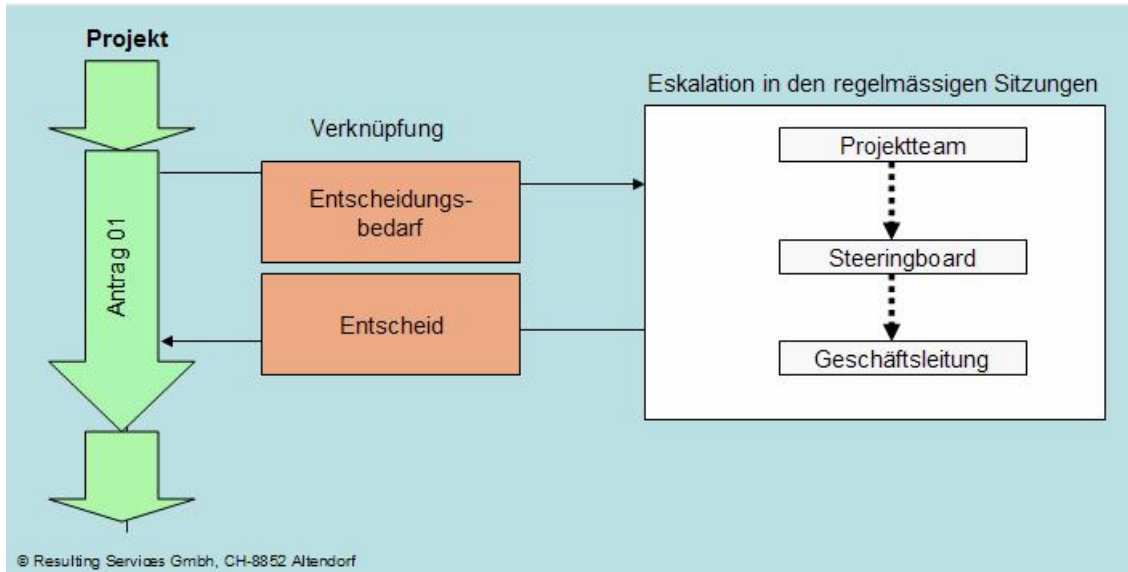 Projekt
Eskalation in den regelmässigen Sitzungen
Verknüpfung
Projektteam
Entscheidungs-
bedarf
Antrag 01
Steeringboard
Entscheid
Geschäftsleitung
© Resulting Services Gmbh, CH-8852 Altendorf